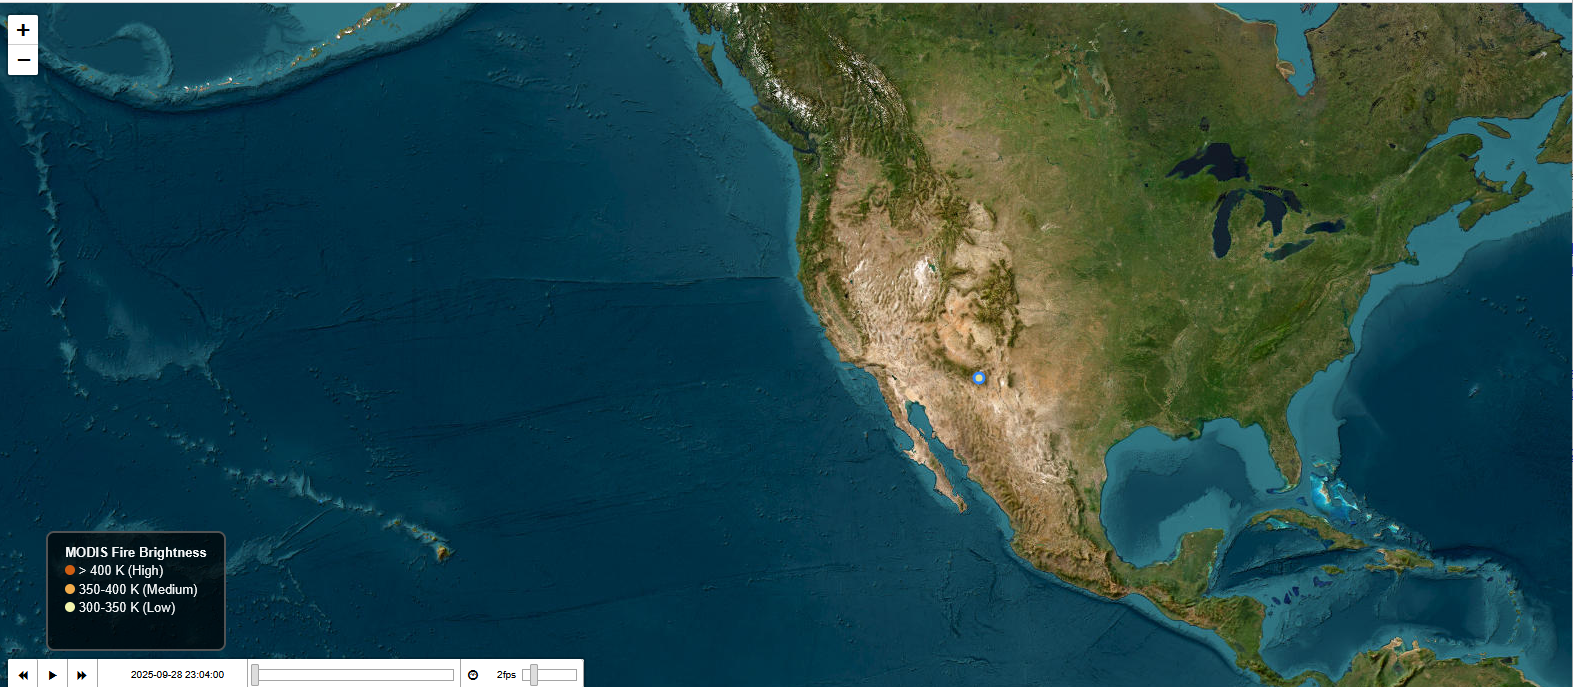 +
−
MODIS Fire Brightness
> 400 K (High)
350-400 K (Medium)
300-350 K (Low)
2025-09-28 23:04:00
2fps